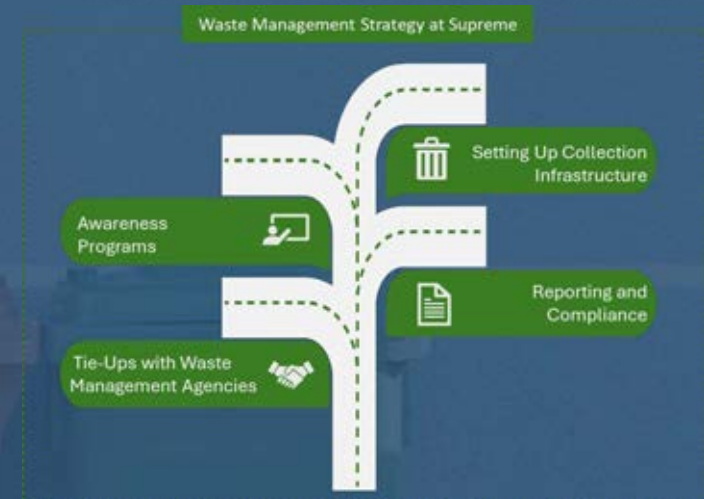 Waste Management Strategy at Supreme
Setting Up Collection
Infrastructure
Awareness
Programs
Reporting and
Compliance
Tie-Ups with Waste
Management Agencies